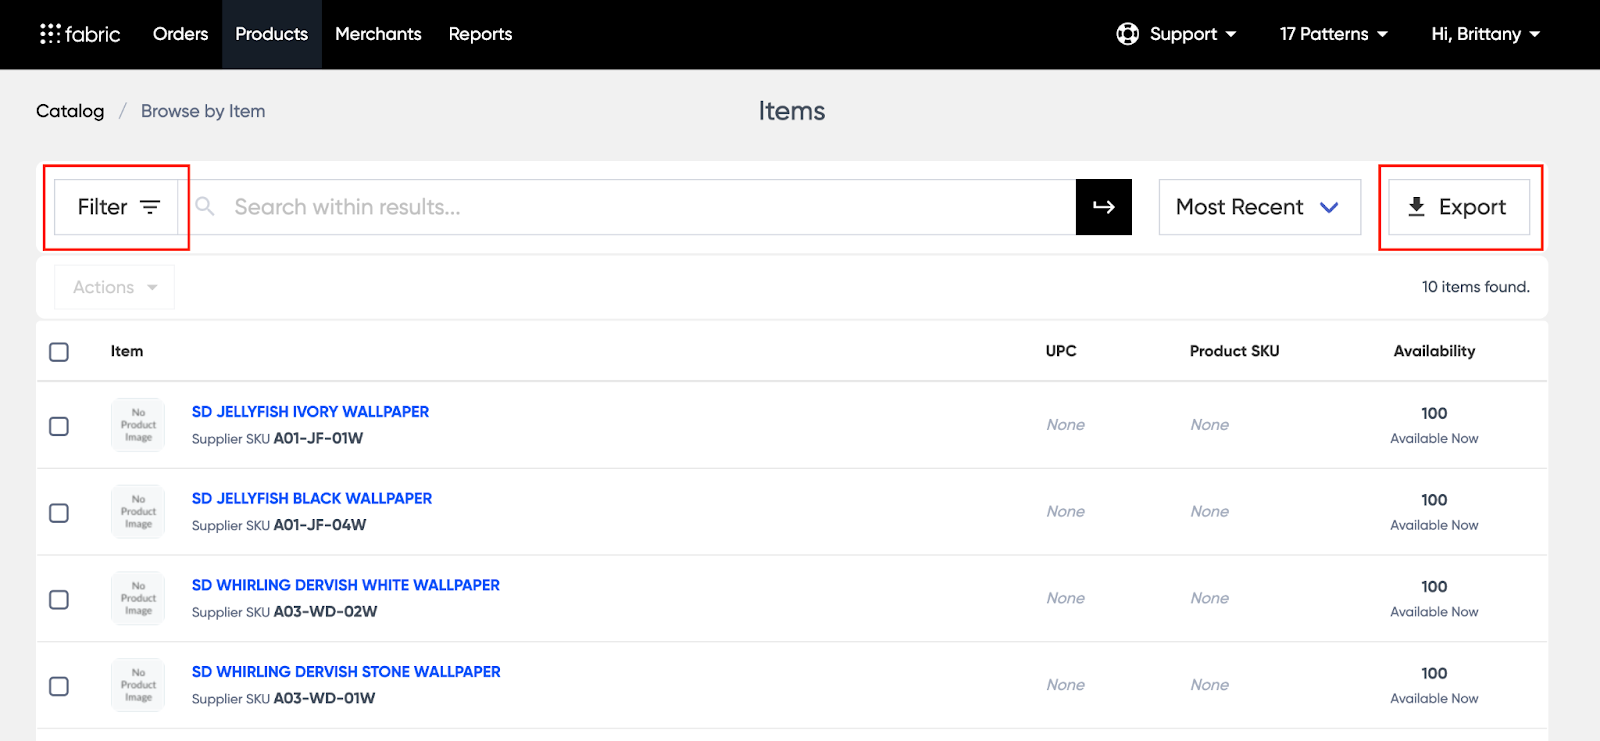 fabric Orders Products Merchants Reports Support 17 Patterns Hi, Brittany
Catalog / Browse by Item
Items
Filter Search within results... Most Recent Export
Actions 10 items found.
Item UPC Product SKU Availability
No
Product
Image
SD JELLYFISH IVORY WALLPAPER
Supplier SKU A01-JF-01W
None None
100
Available Now
No
Product
Image
SD JELLYFISH BLACK WALLPAPER
Supplier SKU A01-JF-04W
None None
100
Available Now
No
Product
Image
SD WHIRLING DERVISH WHITE WALLPAPER
Supplier SKU A03-WD-02W
None None
100
Available Now
No
Product
Image
SD WHIRLING DERVISH STONE WALLPAPER
Supplier SKU A03-WD-01W
None None
100
Available Now